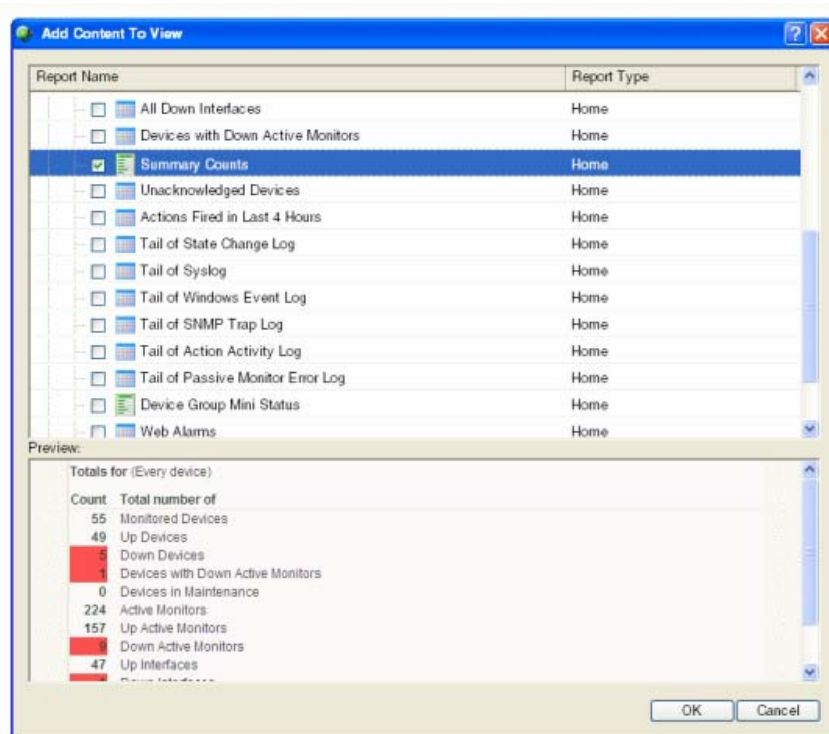 Add Content To View
Report Name Report Type
All Down Interfaces Home
Devices with Down Active Monitors Home
Summary Counts Home
Unacknowledged Devices Home
Actions Fired in Last 4 Hours Home
Tail of State Change Log Home
Tail of Syslog Home
Tail of Windows Event Log Home
Tail of SNMP Trap Log Home
Tail of Action Activity Log Home
Tail of Passive Monitor Error Log Home
Device Group Mini Status Home
Web Alarms Home
Preview:
Totals for (Every device)
Count Total number of
55 Monitored Devices
49 Up Devices
5 Down Devices
1 Devices with Down Active Monitors
0 Devices in Maintenance
224 Active Monitors
157 Up Active Monitors
9 Down Active Monitors
47 Up Interfaces
Down Interfaces
OK Cancel